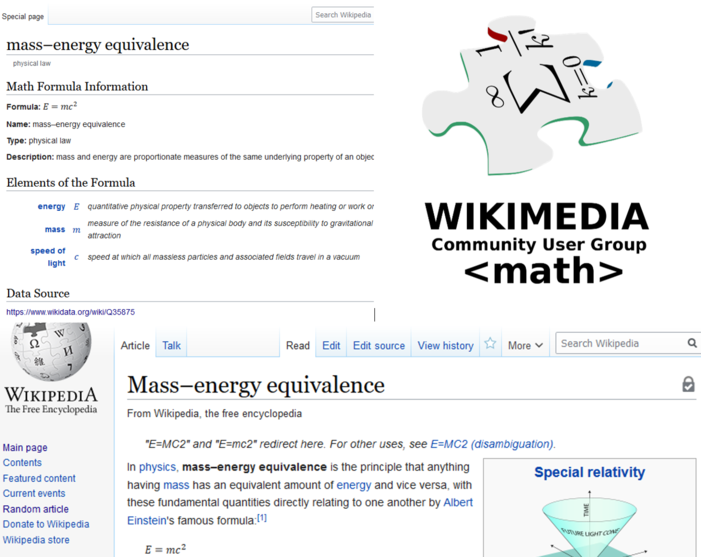 Special page
Search Wikipedia
mass–energy equivalence
physical law
Math Formula Information
Formula: E = mc²
Name: mass–energy equivalence
Type: physical law
Description: mass and energy are proportionate measures of the same underlying property of an objec
Elements of the Formula
energy E quantitative physical property transferred to objects to perform heating or work or
mass m measure of the resistance of a physical body and its susceptibility to gravitational
attraction
speed of
light c speed at which all massless particles and associated fields travel in a vacuum
Data Source
https://www.wikidata.org/wiki/Q35875
∞ ∑ k=0 1/k!
WIKIMEDIA
Community User Group
<math>
Ω W И
WIKIPEDIA
The Free Encyclopedia
Main page
Contents
Featured content
Current events
Random article
Donate to Wikipedia
Wikipedia store
Article Talk Read Edit Edit source View history More Search Wikipedia
Mass–energy equivalence
From Wikipedia, the free encyclopedia
"E=MC2" and "E=mc2" redirect here. For other uses, see E=MC2 (disambiguation).
In physics, mass–energy equivalence is the principle that anything
having mass has an equivalent amount of energy and vice versa, with
these fundamental quantities directly relating to one another by Albert
Einstein's famous formula:[1]
E = mc²
Special relativity
TIME
FUTURE LIGHT CONE